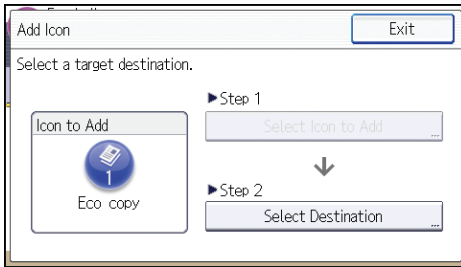 Add Icon
Exit
Select a target destination.
▶Step 1
Icon to Add
Select Icon to Add
...
1
Eco copy
▶Step 2
Select Destination
...